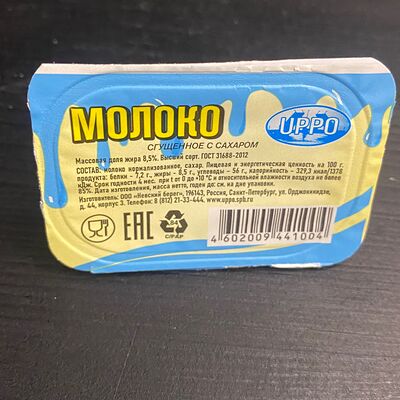 МОЛОКО
СГУЩЕННОЕ С САХАРОМ
UPPO
Массовая доля жира 8,5%. Высший сорт. ГОСТ 31688-2012
СОСТАВ: молоко нормализованное, сахар. Пищевая и энергетическая ценность на 100 г.
продукта: белки - 7,2 г., жиры - 8,5 г., углеводы - 56 г., калорийность - 329,3 ккал/1378
кДж. Срок годности 4 мес. при t от 0 до +10 °С и относительной влажности воздуха не более
85%. Дата изготовления, масса нетто, годен до: см. на дне упаковки.
Изготовитель: ООО «Невский берег», 196143, Россия, Санкт-Петербург, ул. Орджоникидзе,
д. 44, корпус 3. Телефон: 8 (812) 21-33-444, www.uppo.spb.ru
EAC
84
C/PAP
4 602009 441004